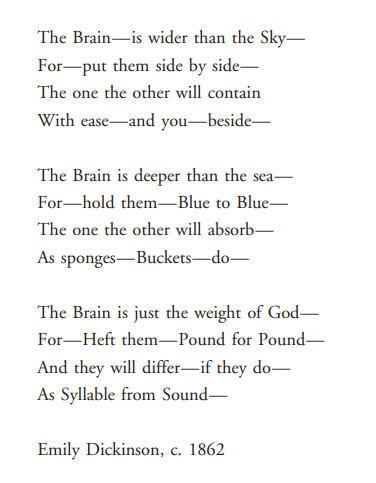 The Brain—is wider than the Sky—
For—put them side by side—
The one the other will contain
With ease—and you—beside—

The Brain is deeper than the sea—
For—hold them—Blue to Blue—
The one the other will absorb—
As sponges—Buckets—do—

The Brain is just the weight of God—
For—Heft them—Pound for Pound—
And they will differ—if they do—
As Syllable from Sound—

Emily Dickinson, c. 1862